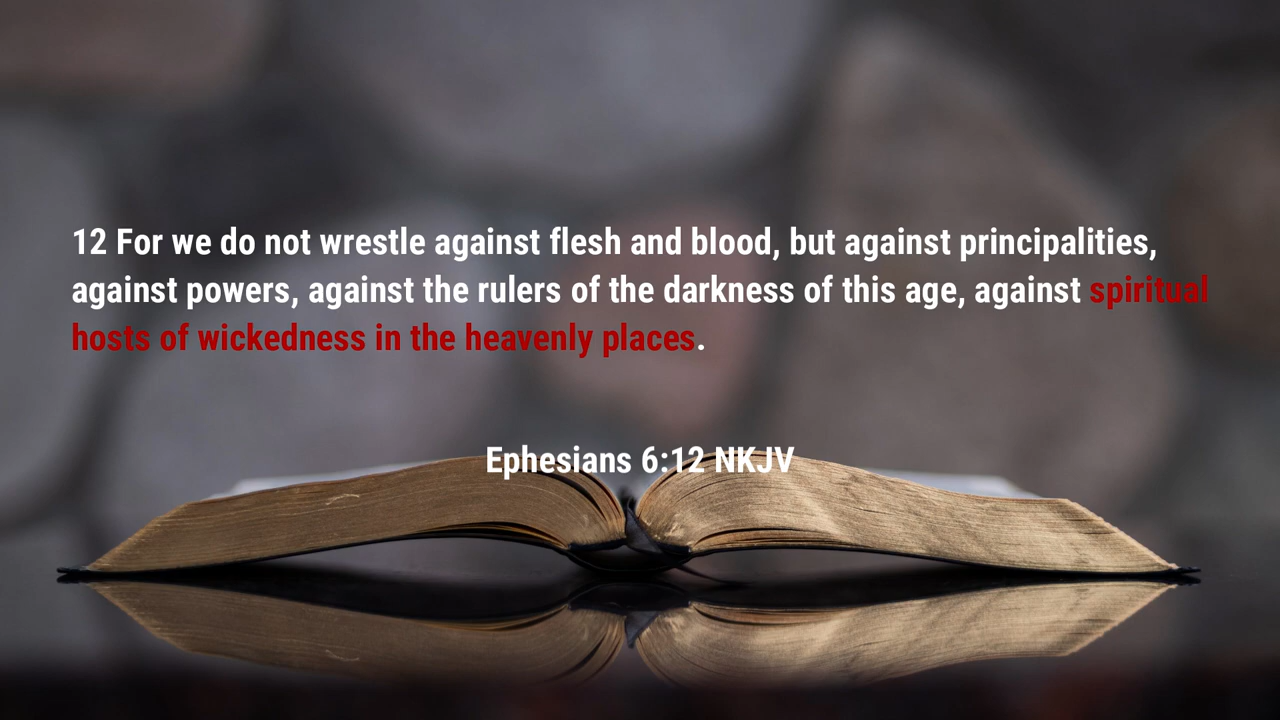 12 For we do not wrestle against flesh and blood, but against principalities,
against powers, against the rulers of the darkness of this age, against spiritual
hosts of wickedness in the heavenly places.
Ephesians 6:12 NKJV